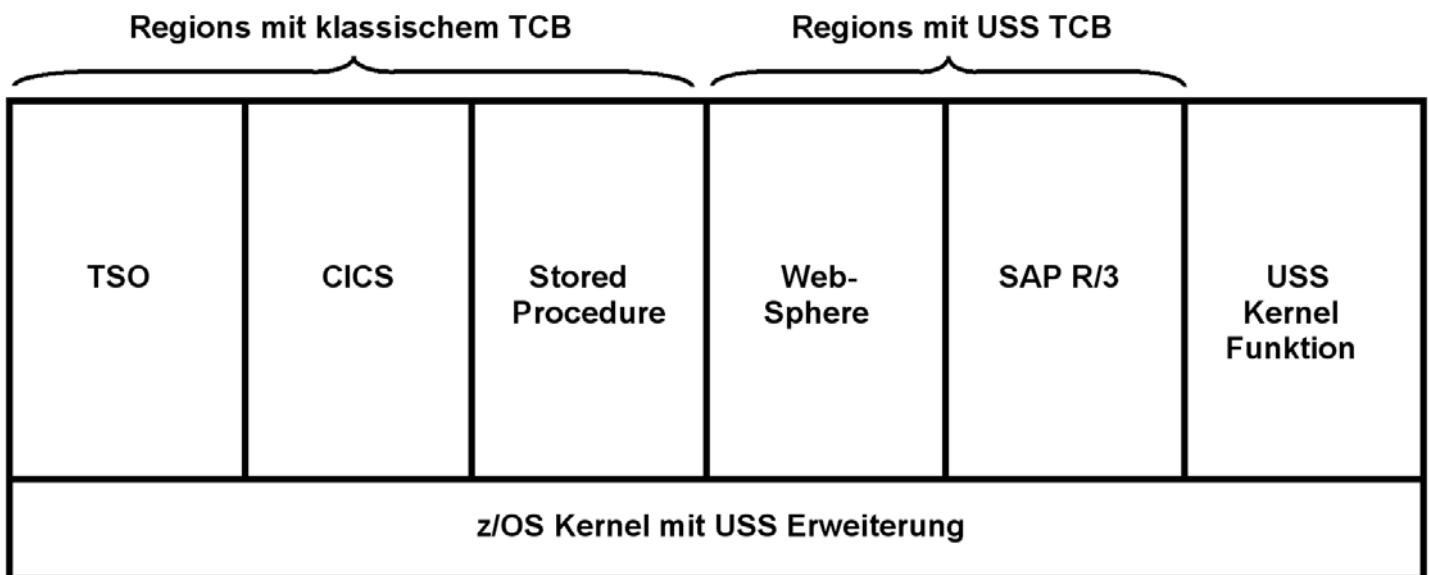 Regions mit klassischem TCB
Regions mit USS TCB
TSO
CICS
Stored
Procedure
Web-
Sphere
SAP R/3
USS
Kernel
Funktion
z/OS Kernel mit USS Erweiterung